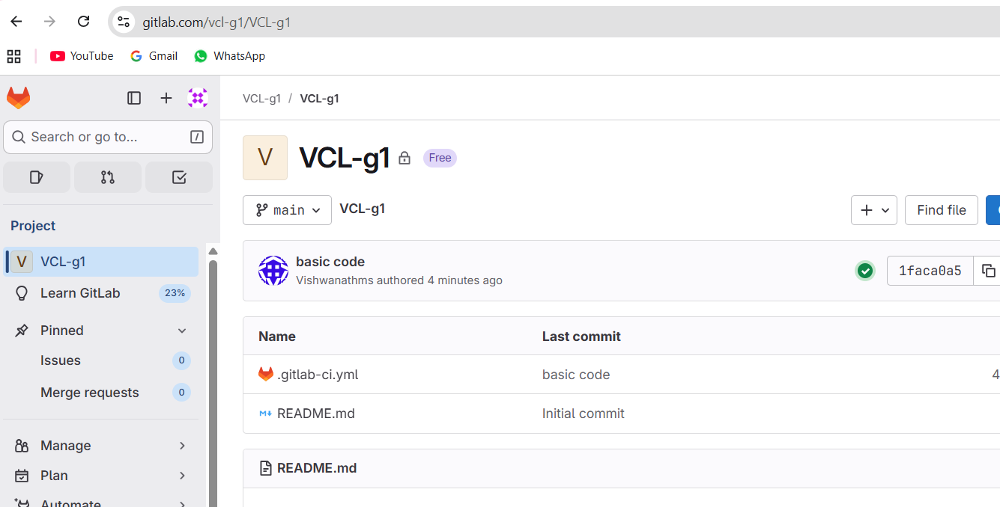 gitlab.com/vcl-g1/VCL-g1
YouTube Gmail WhatsApp
VCL-g1 / VCL-g1
Search or go to... /
V VCL-g1 Free
main VCL-g1 Find file
Project
V VCL-g1
basic code
Vishwanathms authored 4 minutes ago
1faca0a5
Learn GitLab 23%
Pinned
Name Last commit
Issues 0
.gitlab-ci.yml basic code 4
Merge requests 0
M README.md Initial commit
Manage
README.md
Plan
Automate